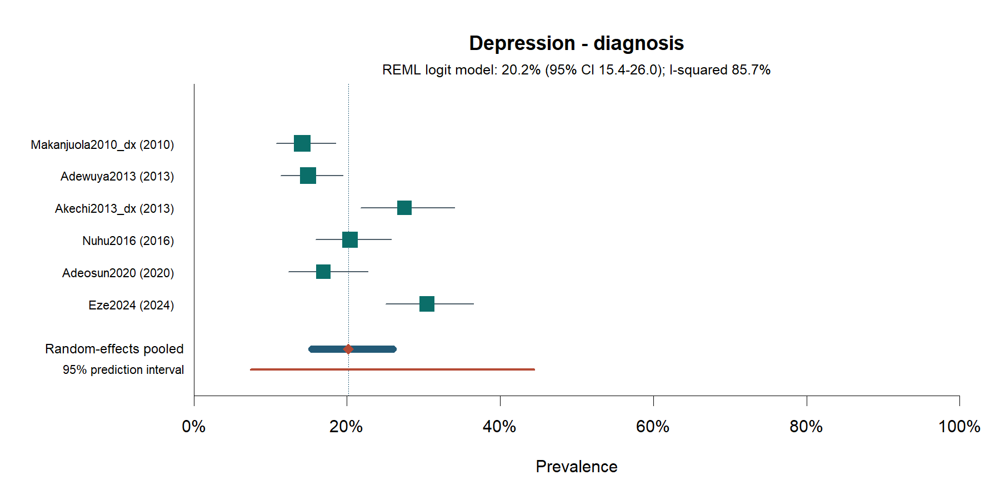 Depression - diagnosis
REML logit model: 20.2% (95% CI 15.4-26.0); I-squared 85.7%
Makanjuola2010_dx (2010)
Adewuya2013 (2013)
Akechi2013_dx (2013)
Nuhu2016 (2016)
Adeosun2020 (2020)
Eze2024 (2024)
Random-effects pooled
95% prediction interval
0% 20% 40% 60% 80% 100%
Prevalence